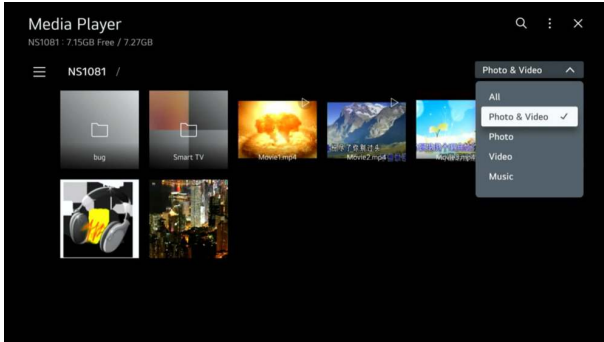 Media Player
NS1081 : 7.15GB Free / 7.27GB
NS1081 /
Photo & Video
All
Photo & Video
Photo
Video
Music
bug
Smart TV
Movie1.mp4
Movie2.mp4
Movie3.mp4